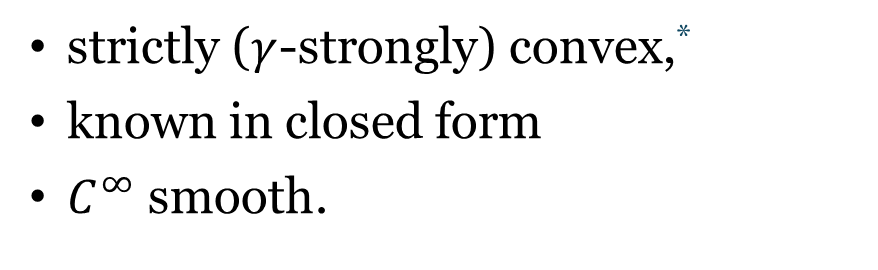 • strictly (γ-strongly) convex,*
• known in closed form
• C^∞ smooth.